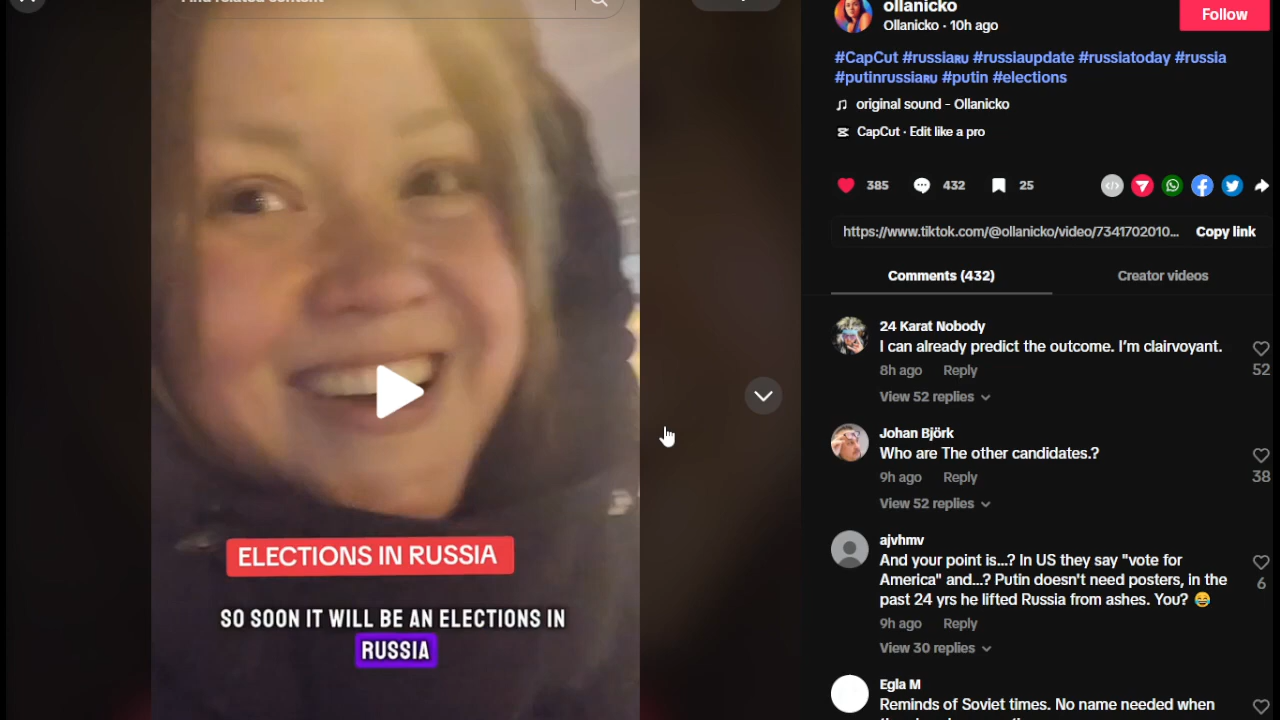 ollanicko
Ollanicko · 10h ago
Follow
#CapCut #russia🇷🇺 #russiaupdate #russiatoday #russia
#putinrussia🇷🇺 #putin #elections
original sound - Ollanicko
CapCut · Edit like a pro
385
432
25
https://www.tiktok.com/@ollanicko/video/7341702010...
Copy link
Comments (432)
Creator videos
24 Karat Nobody
I can already predict the outcome. I'm clairvoyant.
52
8h ago Reply
View 52 replies
Johan Björk
Who are The other candidates.?
38
9h ago Reply
View 52 replies
ajvhmv
And your point is...? In US they say "vote for
America" and...? Putin doesn't need posters, in the
past 24 yrs he lifted Russia from ashes. You? 😂
6
9h ago Reply
View 30 replies
Egla M
Reminds of Soviet times. No name needed when
ELECTIONS IN RUSSIA
SO SOON IT WILL BE AN ELECTIONS IN
RUSSIA